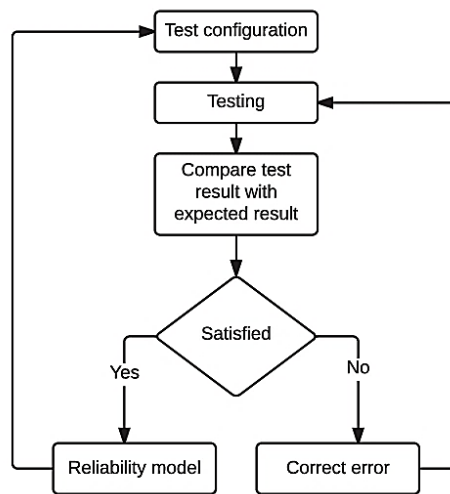 Test configuration
Testing
Compare test
result with
expected result
Satisfied
Yes
No
Reliability model
Correct error